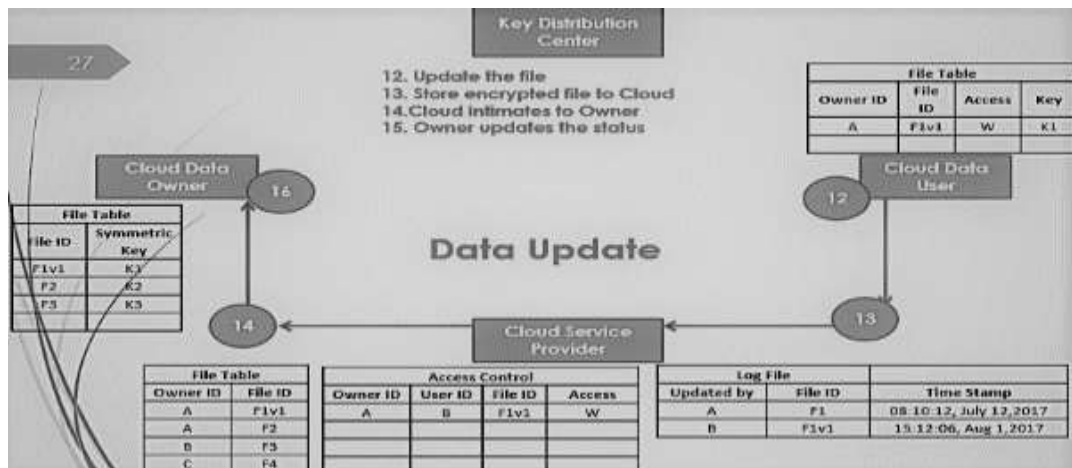 27
Key Distribution
Center
12. Update the file
13. Store encrypted file to Cloud
14.Cloud intimates to Owner
15. Owner updates the status
File Table
Owner ID File ID Access Key
A F1v1 W K1
Cloud Data
Owner
16
12
Cloud Data
User
File Table
File ID Symmetric Key
F1v1 K1
F2 K2
F3 K3
Data Update
14
Cloud Service
Provider
13
File Table
Owner ID File ID
A F1v1
A F2
B F3
C F4
Access Control
Owner ID User ID File ID Access
A B F1v1 W
Log File
Updated by File ID Time Stamp
A F1 08:10:12, July 12,2017
B F1v1 15:12:06, Aug 1,2017